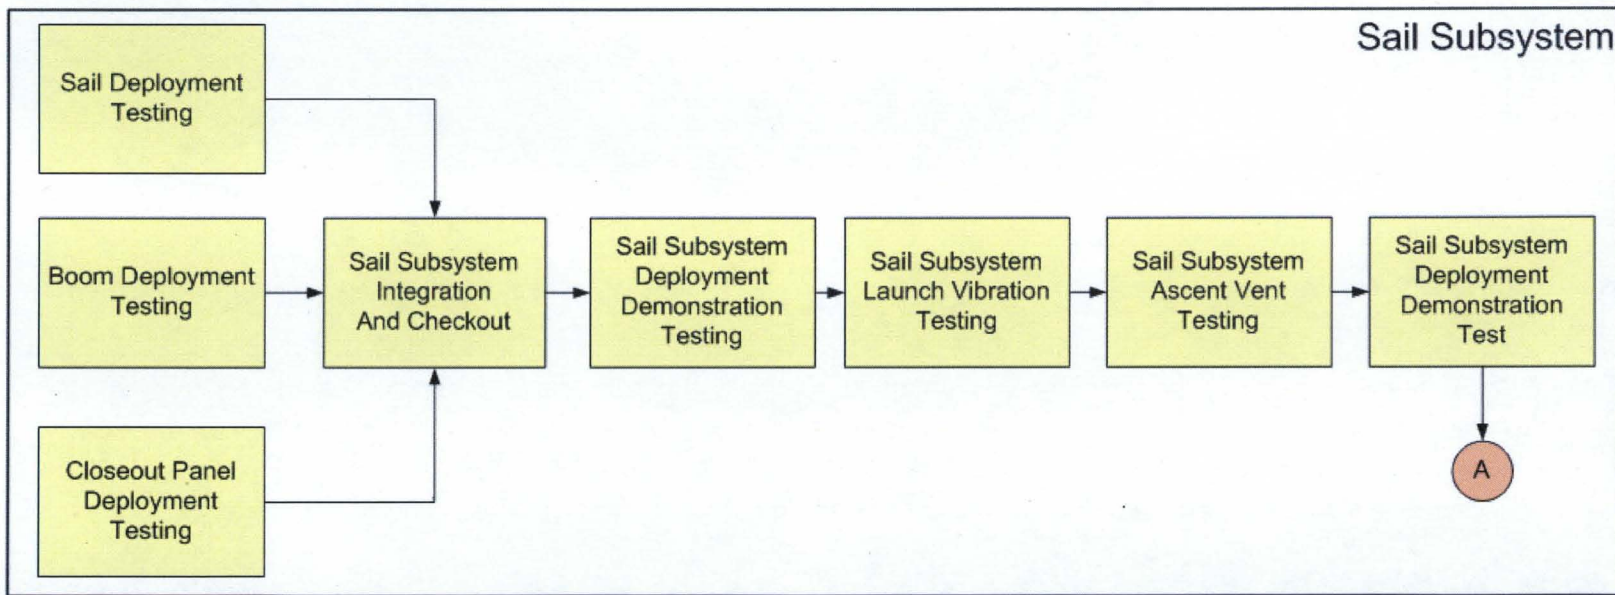 Sail Subsystem
Sail Deployment
Testing
Boom Deployment
Testing
Closeout Panel
Deployment
Testing
Sail Subsystem
Integration
And Checkout
Sail Subsystem
Deployment
Demonstration
Testing
Sail Subsystem
Launch Vibration
Testing
Sail Subsystem
Ascent Vent
Testing
Sail Subsystem
Deployment
Demonstration
Test
A